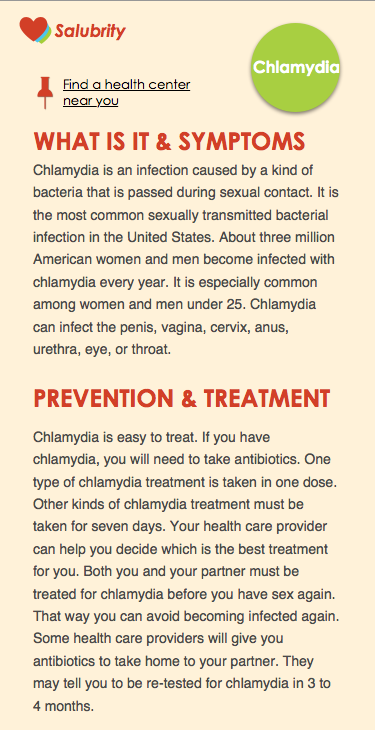 Salubrity
Chlamydia
Find a health center
near you
WHAT IS IT & SYMPTOMS
Chlamydia is an infection caused by a kind of
bacteria that is passed during sexual contact. It is
the most common sexually transmitted bacterial
infection in the United States. About three million
American women and men become infected with
chlamydia every year. It is especially common
among women and men under 25. Chlamydia
can infect the penis, vagina, cervix, anus,
urethra, eye, or throat.
PREVENTION & TREATMENT
Chlamydia is easy to treat. If you have
chlamydia, you will need to take antibiotics. One
type of chlamydia treatment is taken in one dose.
Other kinds of chlamydia treatment must be
taken for seven days. Your health care provider
can help you decide which is the best treatment
for you. Both you and your partner must be
treated for chlamydia before you have sex again.
That way you can avoid becoming infected again.
Some health care providers will give you
antibiotics to take home to your partner. They
may tell you to be re-tested for chlamydia in 3 to
4 months.